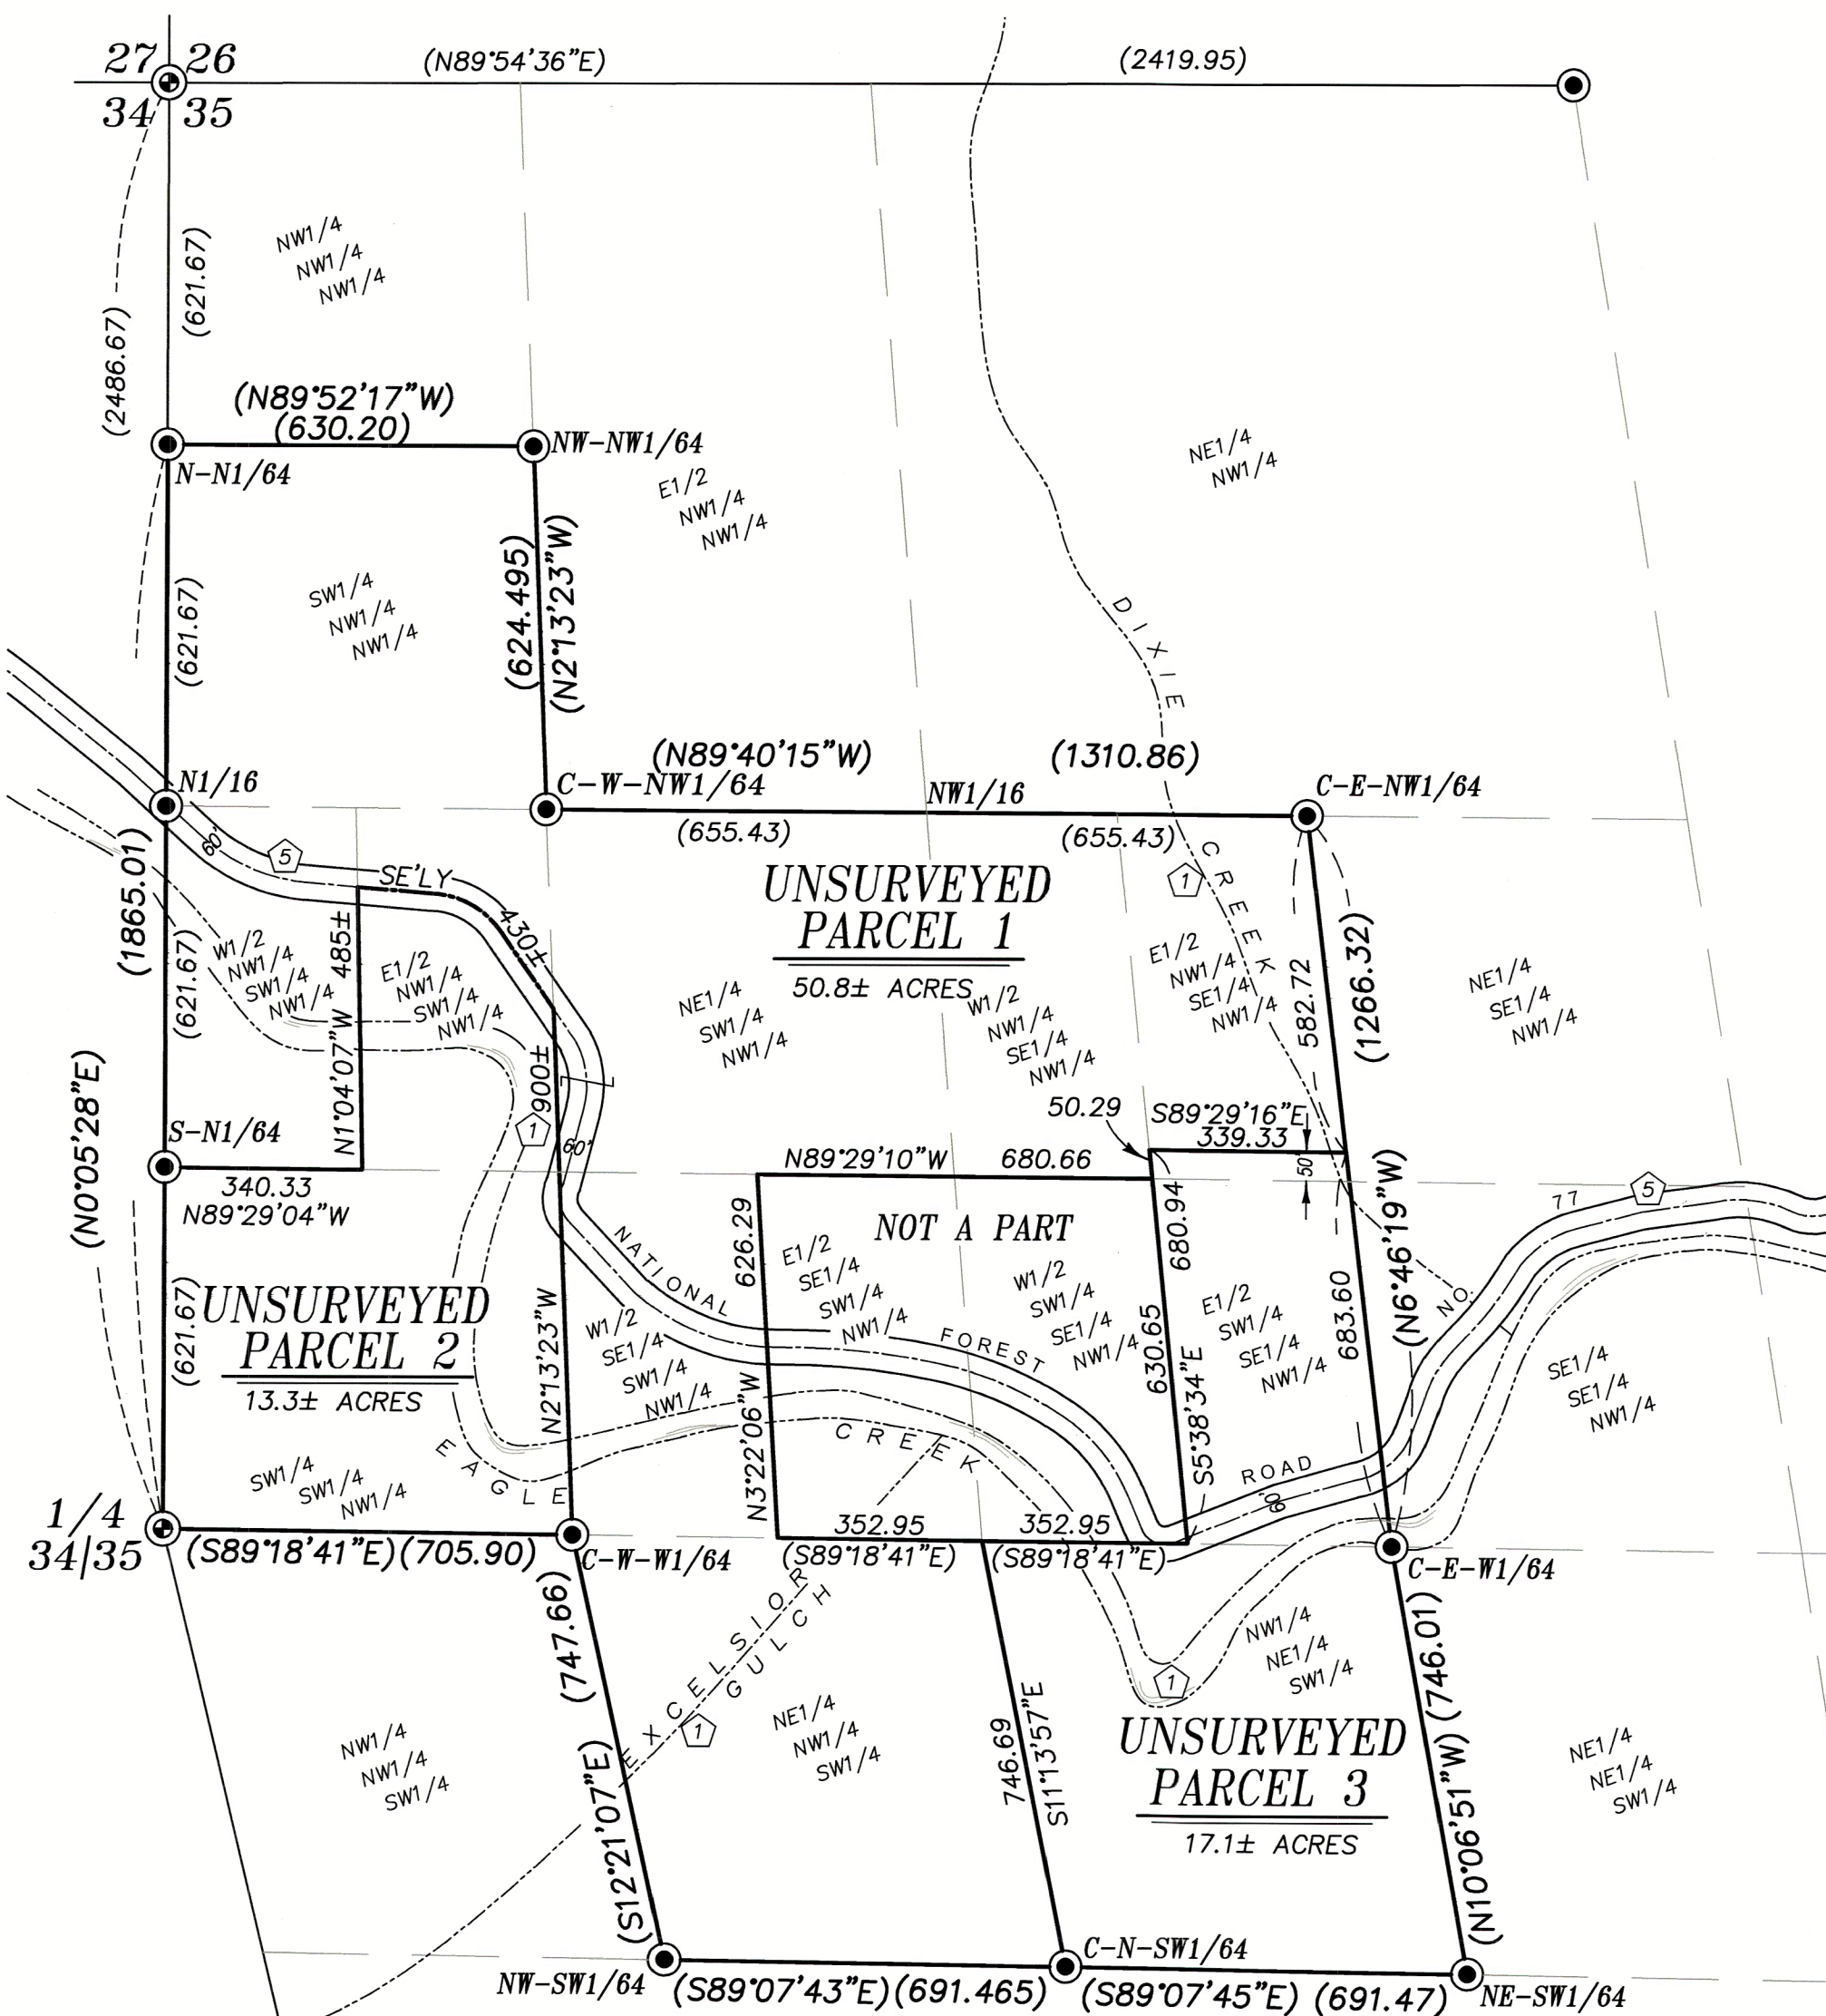 27 26
34 35
(N89°54'36"E)
(2419.95)
(2486.67)
(621.67)
NW1/4
NW1/4
NW1/4
(N89°52'17"W)
(630.20)
N-N1/64
NW-NW1/64
E1/2
NW1/4
NW1/4
NE1/4
NW1/4
(621.67)
SW1/4
NW1/4
NW1/4
(624.495)
(N2°13'23"W)
DIXIE
N1/16
C-W-NW1/64
(N89°40'15"W)
(1310.86)
NW1/16
C-E-NW1/64
(655.43)
(655.43)
60'
5
SE'LY
430±
UNSURVEYED
PARCEL 1
50.8± ACRES
1
CREEK
(1865.01)
(621.67)
W1/2
NW1/4
SW1/4
NW1/4
485±
N1°04'07"W
E1/2
NW1/4
SW1/4
NW1/4
NE1/4
SW1/4
NW1/4
W1/2
NW1/4
SE1/4
NW1/4
E1/2
NW1/4
SE1/4
NW1/4
582.72
(1266.32)
NE1/4
SE1/4
NW1/4
900±
1
60'
50.29
S89°29'16"E
339.33
50'
S-N1/64
(N0°05'28"E)
340.33
N89°29'04"W
N89°29'10"W
680.66
626.29
NOT A PART
680.94
(N6°46'19"W)
77
5
NATIONAL
E1/2
SE1/4
SW1/4
NW1/4
W1/2
SW1/4
SE1/4
NW1/4
E1/2
SW1/4
SE1/4
NW1/4
683.60
NO.
(621.67)
UNSURVEYED
PARCEL 2
13.3± ACRES
N2°13'23"W
W1/2
SE1/4
SW1/4
NW1/4
FOREST
630.65
S5°38'34"E
SE1/4
SE1/4
NW1/4
N3°22'06"W
CREEK
EAGLE
ROAD
60'
SW1/4
SW1/4
NW1/4
1/4
34|35
(S89°18'41"E)(705.90)
C-W-W1/64
352.95
352.95
(S89°18'41"E)
(S89°18'41"E)
C-E-W1/64
(747.66)
(S12°21'07"E)
EXCELSIOR
GULCH
1
NW1/4
NW1/4
SW1/4
NE1/4
NW1/4
SW1/4
746.69
S11°13'57"E
1
NW1/4
NE1/4
SW1/4
UNSURVEYED
PARCEL 3
17.1± ACRES
(N10°06'51"W) (746.01)
NE1/4
NE1/4
SW1/4
NW-SW1/64
(S89°07'43"E)(691.465)
C-N-SW1/64
(S89°07'45"E) (691.47)
NE-SW1/64